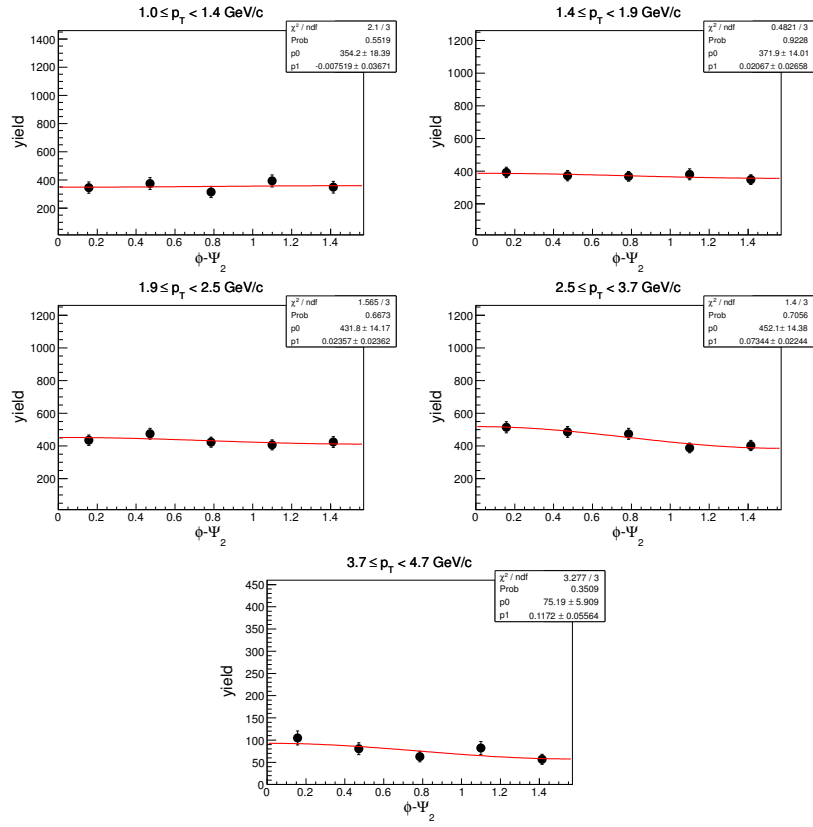 1.0 ≤ p_T < 1.4 GeV/c
χ² / ndf 2.1 / 3
Prob 0.5519
p0 354.2 ± 18.39
p1 -0.007519 ± 0.03671
yield
1400
1200
1000
800
600
400
200
0 0.2 0.4 0.6 0.8 1 1.2 1.4
ϕ-Ψ₂
1.4 ≤ p_T < 1.9 GeV/c
χ² / ndf 0.4821 / 3
Prob 0.9228
p0 371.9 ± 14.01
p1 0.02067 ± 0.02658
yield
1200
1000
800
600
400
200
0 0.2 0.4 0.6 0.8 1 1.2 1.4
ϕ-Ψ₂
1.9 ≤ p_T < 2.5 GeV/c
χ² / ndf 1.565 / 3
Prob 0.6673
p0 431.8 ± 14.17
p1 0.02357 ± 0.02362
yield
1200
1000
800
600
400
200
0 0.2 0.4 0.6 0.8 1 1.2 1.4
ϕ-Ψ₂
2.5 ≤ p_T < 3.7 GeV/c
χ² / ndf 1.4 / 3
Prob 0.7056
p0 452.1 ± 14.38
p1 0.07344 ± 0.02244
yield
1200
1000
800
600
400
200
0 0.2 0.4 0.6 0.8 1 1.2 1.4
ϕ-Ψ₂
3.7 ≤ p_T < 4.7 GeV/c
χ² / ndf 3.277 / 3
Prob 0.3509
p0 75.19 ± 5.909
p1 0.1172 ± 0.05564
yield
450
400
350
300
250
200
150
100
50
0
0 0.2 0.4 0.6 0.8 1 1.2 1.4
ϕ-Ψ₂